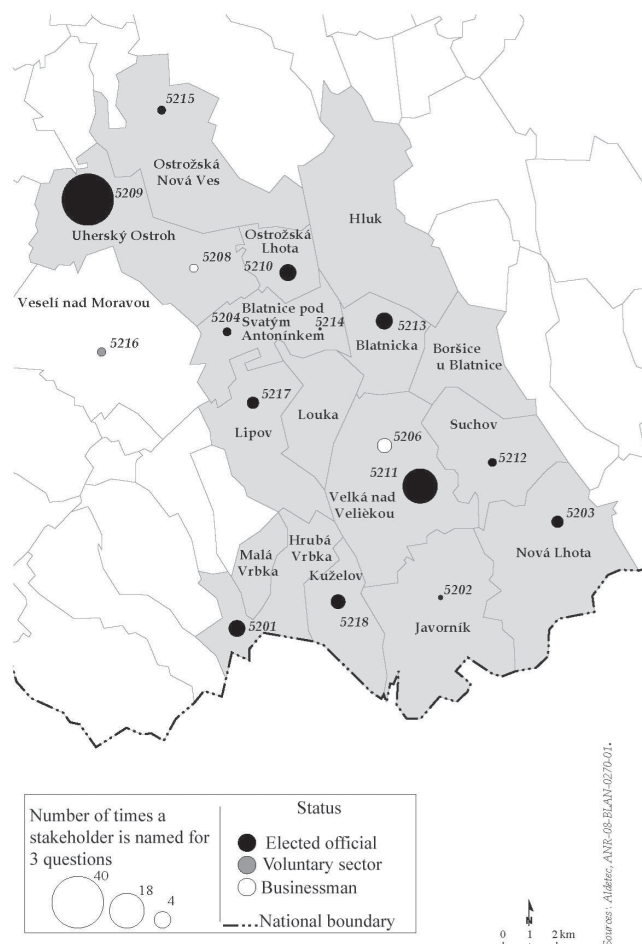 5215
Ostrožská
Nová Ves
5209
Uherský Ostroh
Hluk
5208
Ostrožská
Lhota
5210
Veselí nad Moravou
5216
5204
Blatnice pod
Svatým
Antonínkem
5214
5213
Blatnicka
Boršice
u Blatnice
5217
Lipov
Louka
5206
Suchov
5212
5211
Velká nad
Velièkou
5203
Nová Lhota
Malá
Vrbka
Hrubá
Vrbka
Kuželov
5202
Javorník
5201
5218
Number of times a
stakeholder is named for
3 questions
40
18
4
Status
Elected official
Voluntary sector
Businessman
National boundary
N
0 1 2 km
Sources : Aldetec, ANR-08-BLAN-0270-01.